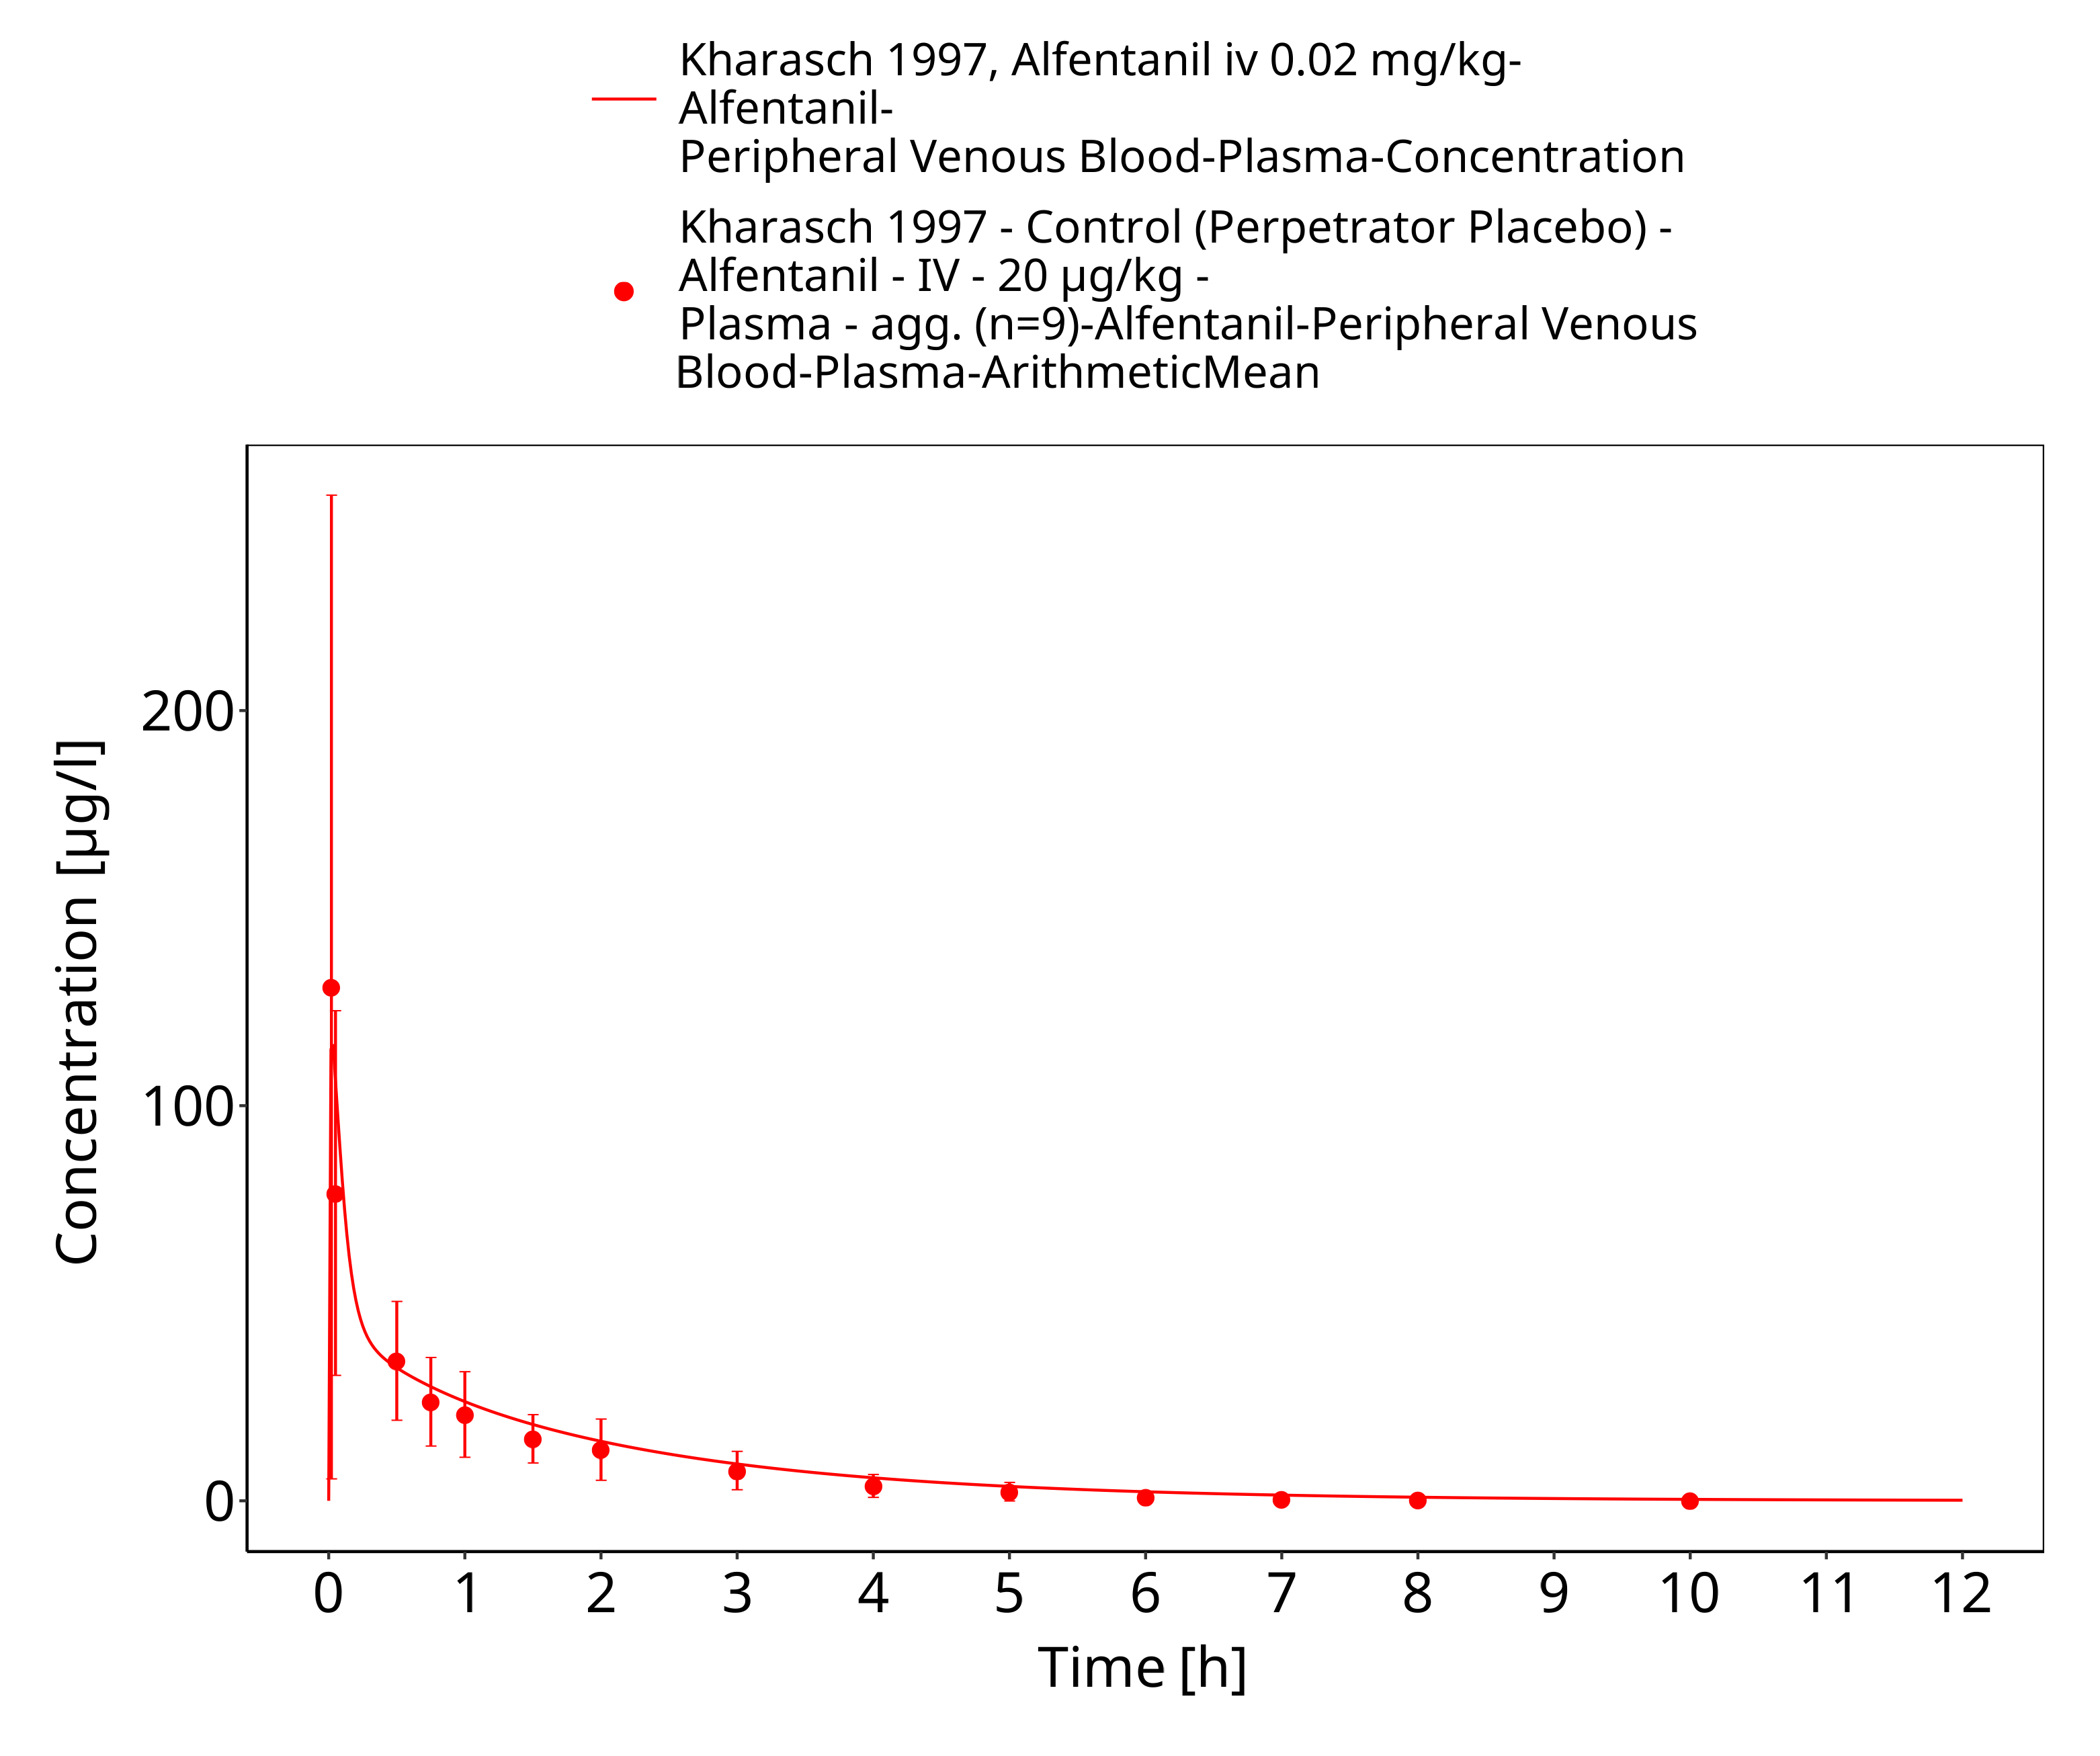 Kharasch 1997, Alfentanil iv 0.02 mg/kg-
Alfentanil-
Peripheral Venous Blood-Plasma-Concentration
Kharasch 1997 - Control (Perpetrator Placebo) -
Alfentanil - IV - 20 µg/kg -
Plasma - agg. (n=9)-Alfentanil-Peripheral Venous
Blood-Plasma-ArithmeticMean
Concentration [µg/l]
200
100
0
0 1 2 3 4 5 6 7 8 9 10 11 12
Time [h]